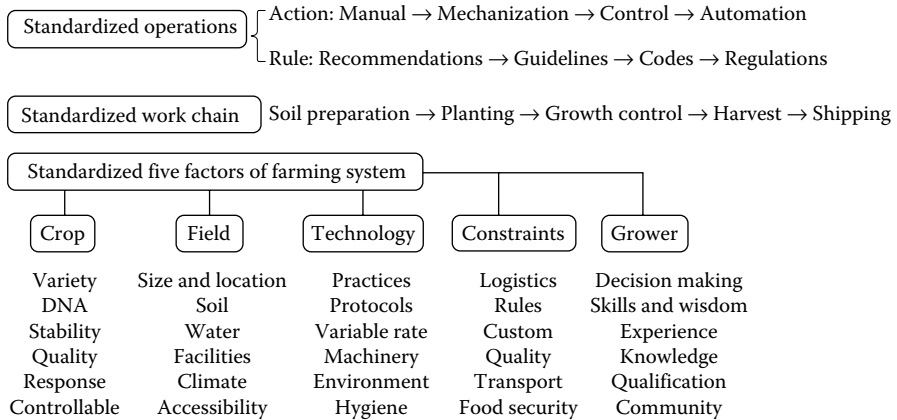 Standardized operations
Action: Manual → Mechanization → Control → Automation
Rule: Recommendations → Guidelines → Codes → Regulations
Standardized work chain
Soil preparation → Planting → Growth control → Harvest → Shipping
Standardized five factors of farming system
Crop Field Technology Constraints Grower
Variety Size and location Practices Logistics Decision making
DNA Soil Protocols Rules Skills and wisdom
Stability Water Variable rate Custom Experience
Quality Facilities Machinery Quality Knowledge
Response Climate Environment Transport Qualification
Controllable Accessibility Hygiene Food security Community